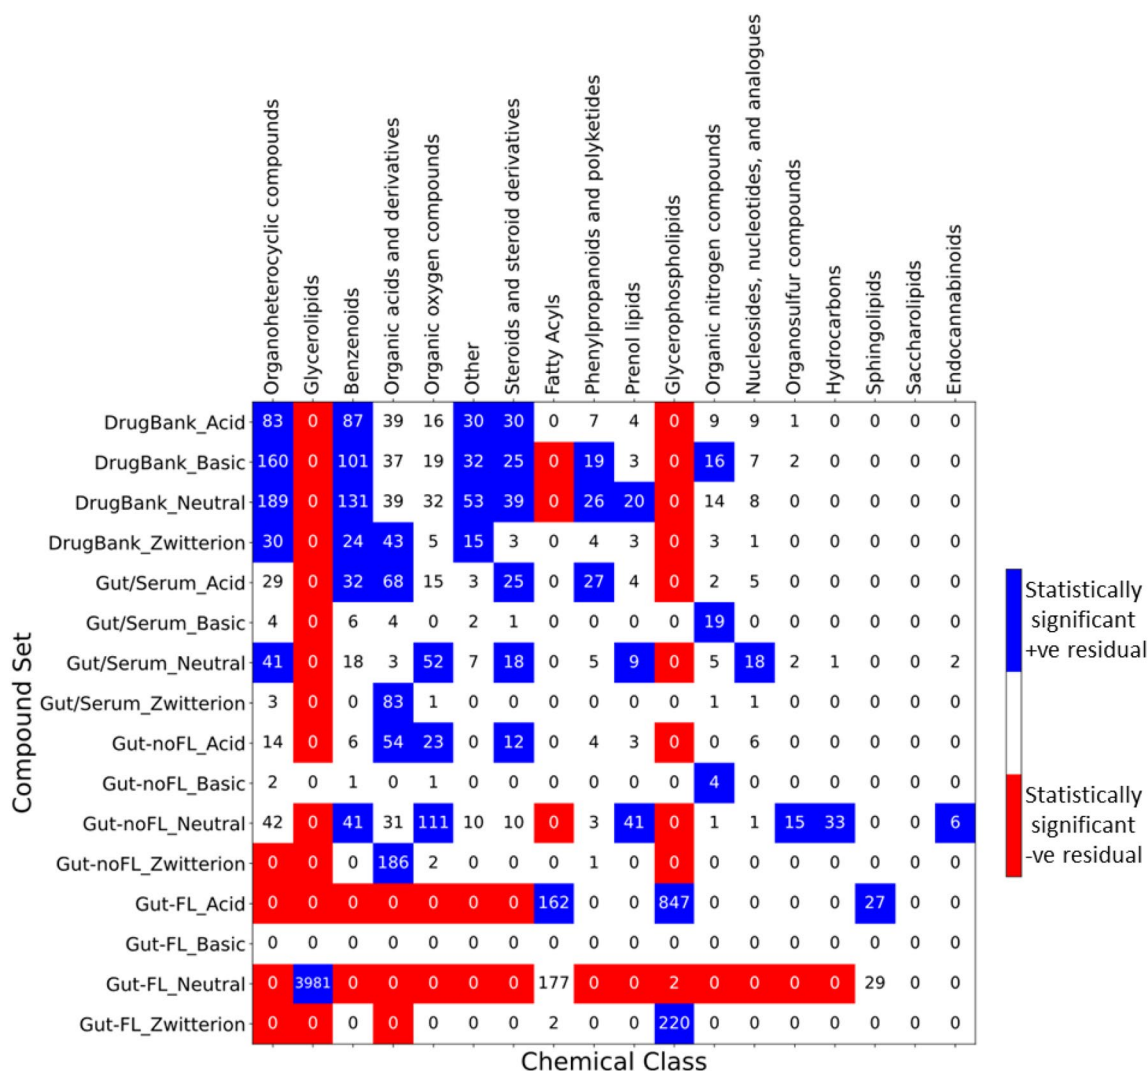 Organoheterocyclic compounds
Glycerolipids
Benzenoids
Organic acids and derivatives
Organic oxygen compounds
Other
Steroids and steroid derivatives
Fatty Acyls
Phenylpropanoids and polyketides
Prenol lipids
Glycerophospholipids
Organic nitrogen compounds
Nucleosides, nucleotides, and analogues
Organosulfur compounds
Hydrocarbons
Sphingolipids
Saccharolipids
Endocannabinoids
Compound Set
DrugBank_Acid 83 0 87 39 16 30 30 0 7 4 0 9 9 1 0 0 0 0
DrugBank_Basic 160 0 101 37 19 32 25 0 19 3 0 16 7 2 0 0 0 0
DrugBank_Neutral 189 0 131 39 32 53 39 0 26 20 0 14 8 0 0 0 0 0
DrugBank_Zwitterion 30 0 24 43 5 15 3 0 4 3 0 3 1 0 0 0 0 0
Gut/Serum_Acid 29 0 32 68 15 3 25 0 27 4 0 2 5 0 0 0 0 0
Gut/Serum_Basic 4 0 6 4 0 2 1 0 0 0 0 19 0 0 0 0 0 0
Gut/Serum_Neutral 41 0 18 3 52 7 18 0 5 9 0 5 18 2 1 0 0 2
Gut/Serum_Zwitterion 3 0 0 83 1 0 0 0 0 0 0 1 1 0 0 0 0 0
Gut-noFL_Acid 14 0 6 54 23 0 12 0 4 3 0 0 6 0 0 0 0 0
Gut-noFL_Basic 2 0 1 0 1 0 0 0 0 0 0 4 0 0 0 0 0 0
Gut-noFL_Neutral 42 0 41 31 111 10 10 0 3 41 0 1 1 15 33 0 0 6
Gut-noFL_Zwitterion 0 0 0 186 2 0 0 0 1 0 0 0 0 0 0 0 0 0
Gut-FL_Acid 0 0 0 0 0 0 0 162 0 0 847 0 0 0 0 27 0 0
Gut-FL_Basic 0 0 0 0 0 0 0 0 0 0 0 0 0 0 0 0 0 0
Gut-FL_Neutral 0 3981 0 0 0 0 0 177 0 0 2 0 0 0 0 29 0 0
Gut-FL_Zwitterion 0 0 0 0 0 0 0 2 0 0 220 0 0 0 0 0 0 0
Chemical Class
Statistically
significant
+ve residual
Statistically
significant
-ve residual